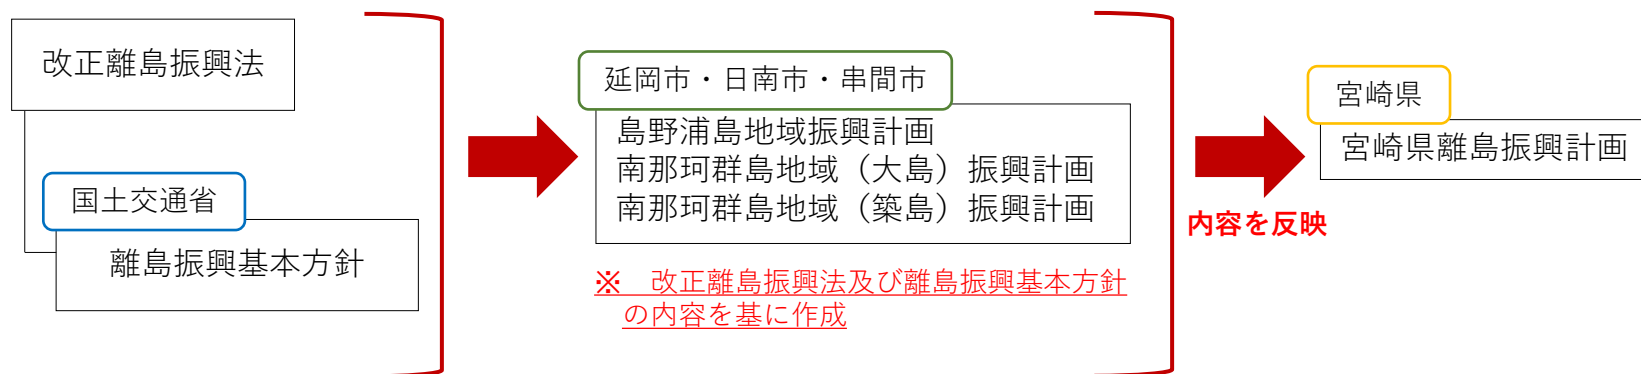 改正離島振興法
国土交通省
離島振興基本方針
延岡市・日南市・串間市
島野浦島地域振興計画
南那珂群島地域（大島）振興計画
南那珂群島地域（築島）振興計画
※　改正離島振興法及び離島振興基本方針
の内容を基に作成
内容を反映
宮崎県
宮崎県離島振興計画